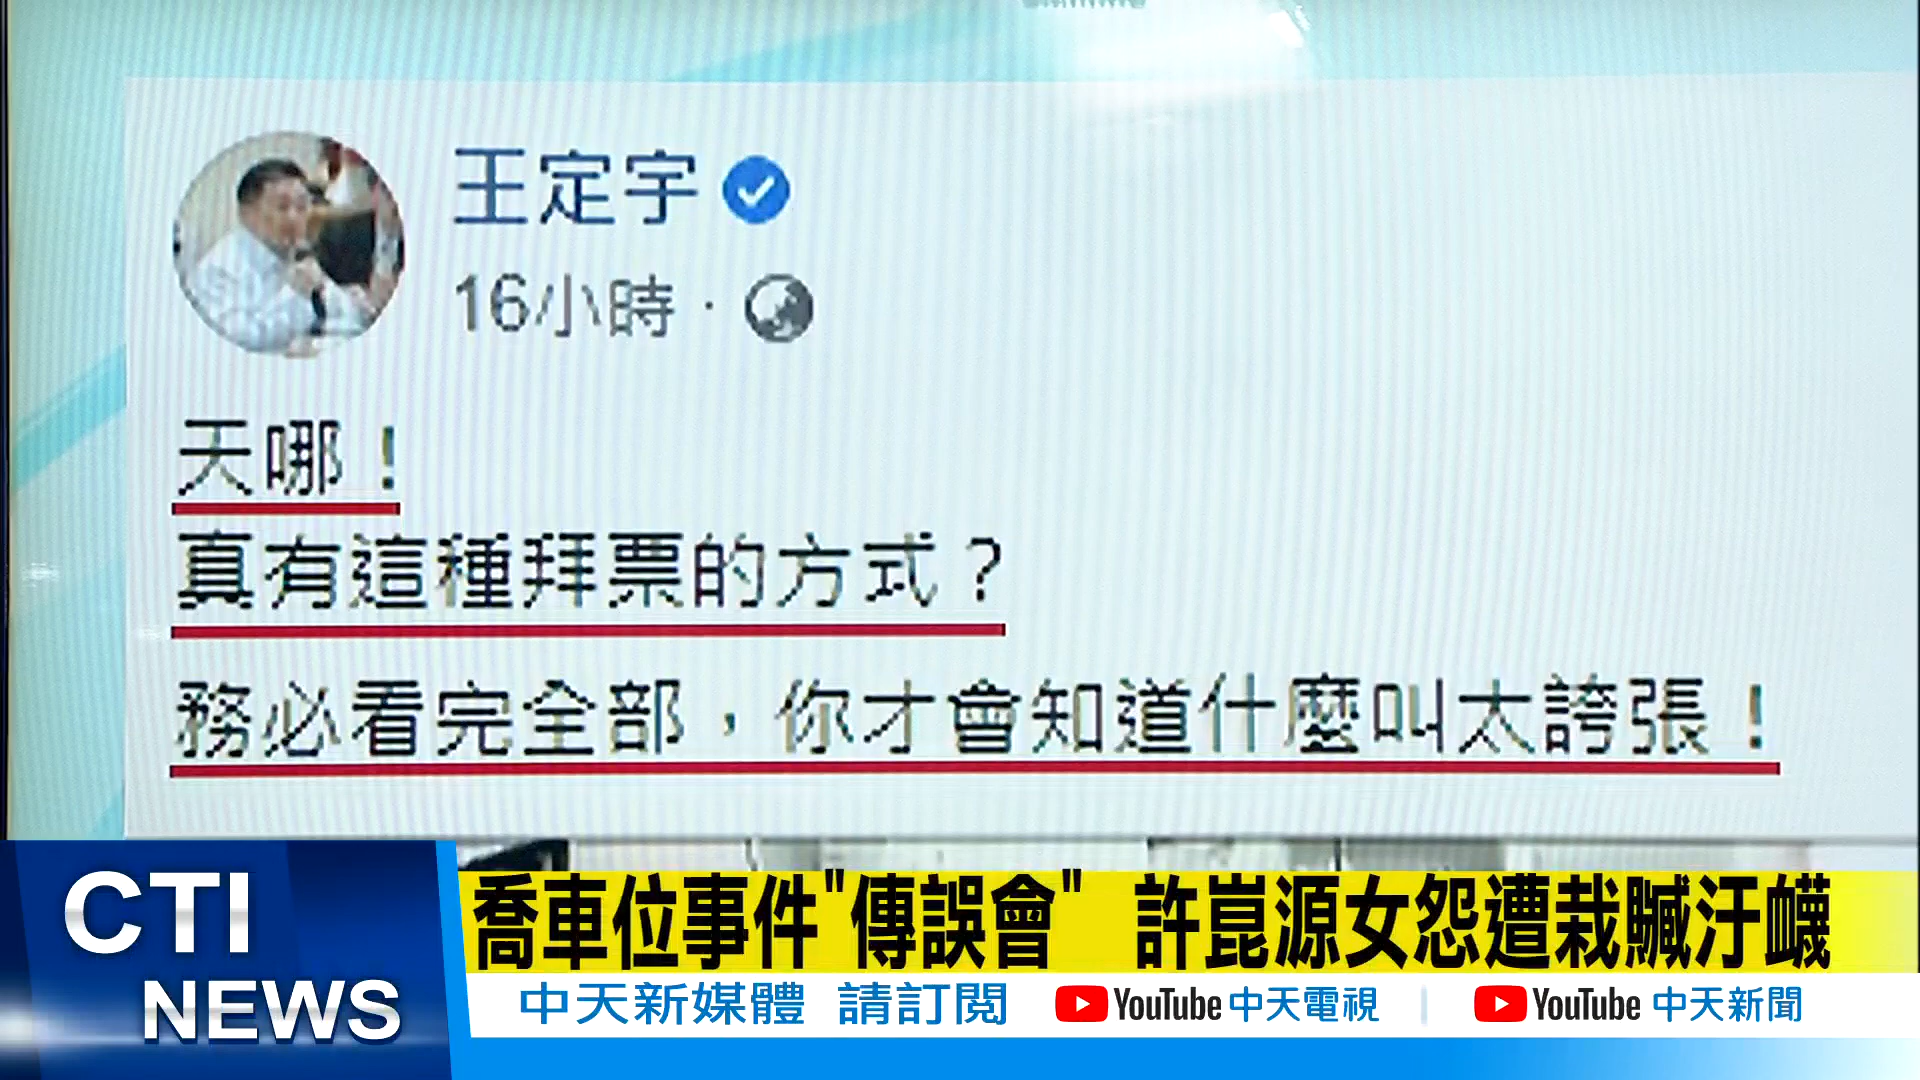 王定宇
16小時 ·
天哪！
真有這種拜票的方式？
務必看完全部，你才會知道什麼叫太誇張！
CTI
NEWS
喬車位事件"傳誤會" 許崑源女怨遭栽贓汙衊
中天新媒體 請訂閱 YouTube 中天電視 | YouTube 中天新聞